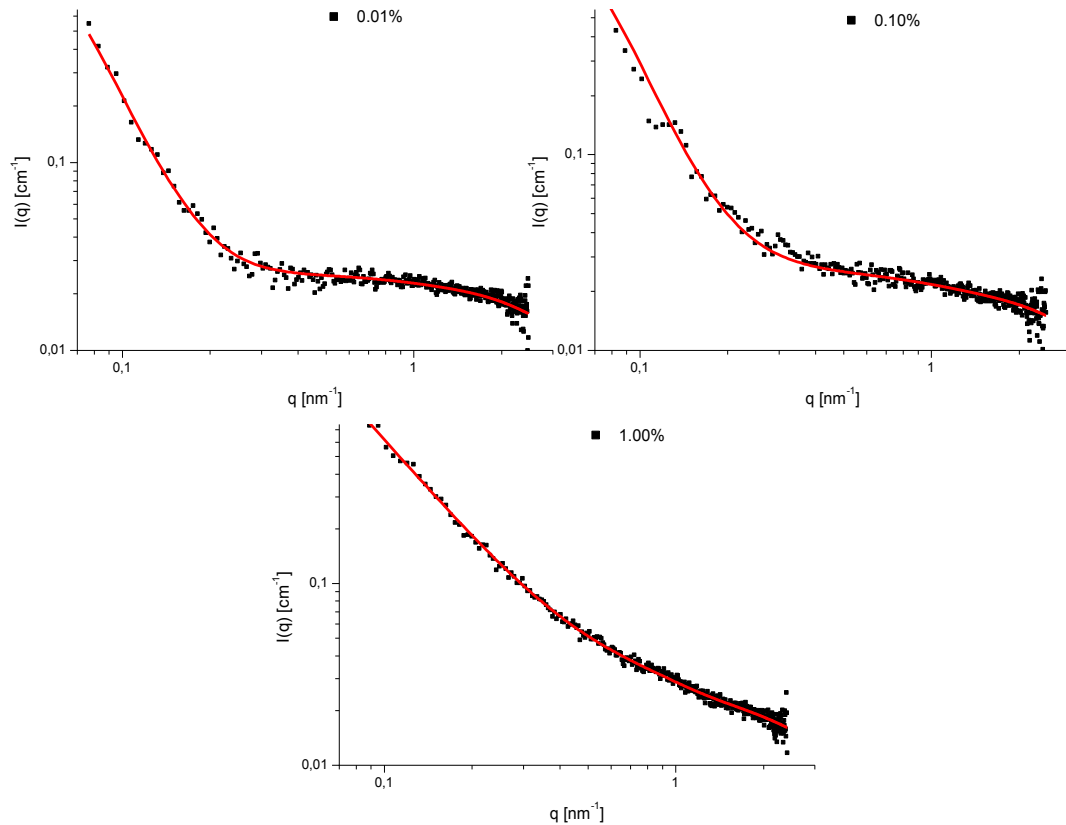 ■ 0.01%
I(q) [cm⁻¹]
0,1
0,01
0,1
1
q [nm⁻¹]
■ 0.10%
I(q) [cm⁻¹]
0,1
0,01
0,1
1
q [nm⁻¹]
■ 1.00%
I(q) [cm⁻¹]
0,1
0,01
0,1
1
q [nm⁻¹]